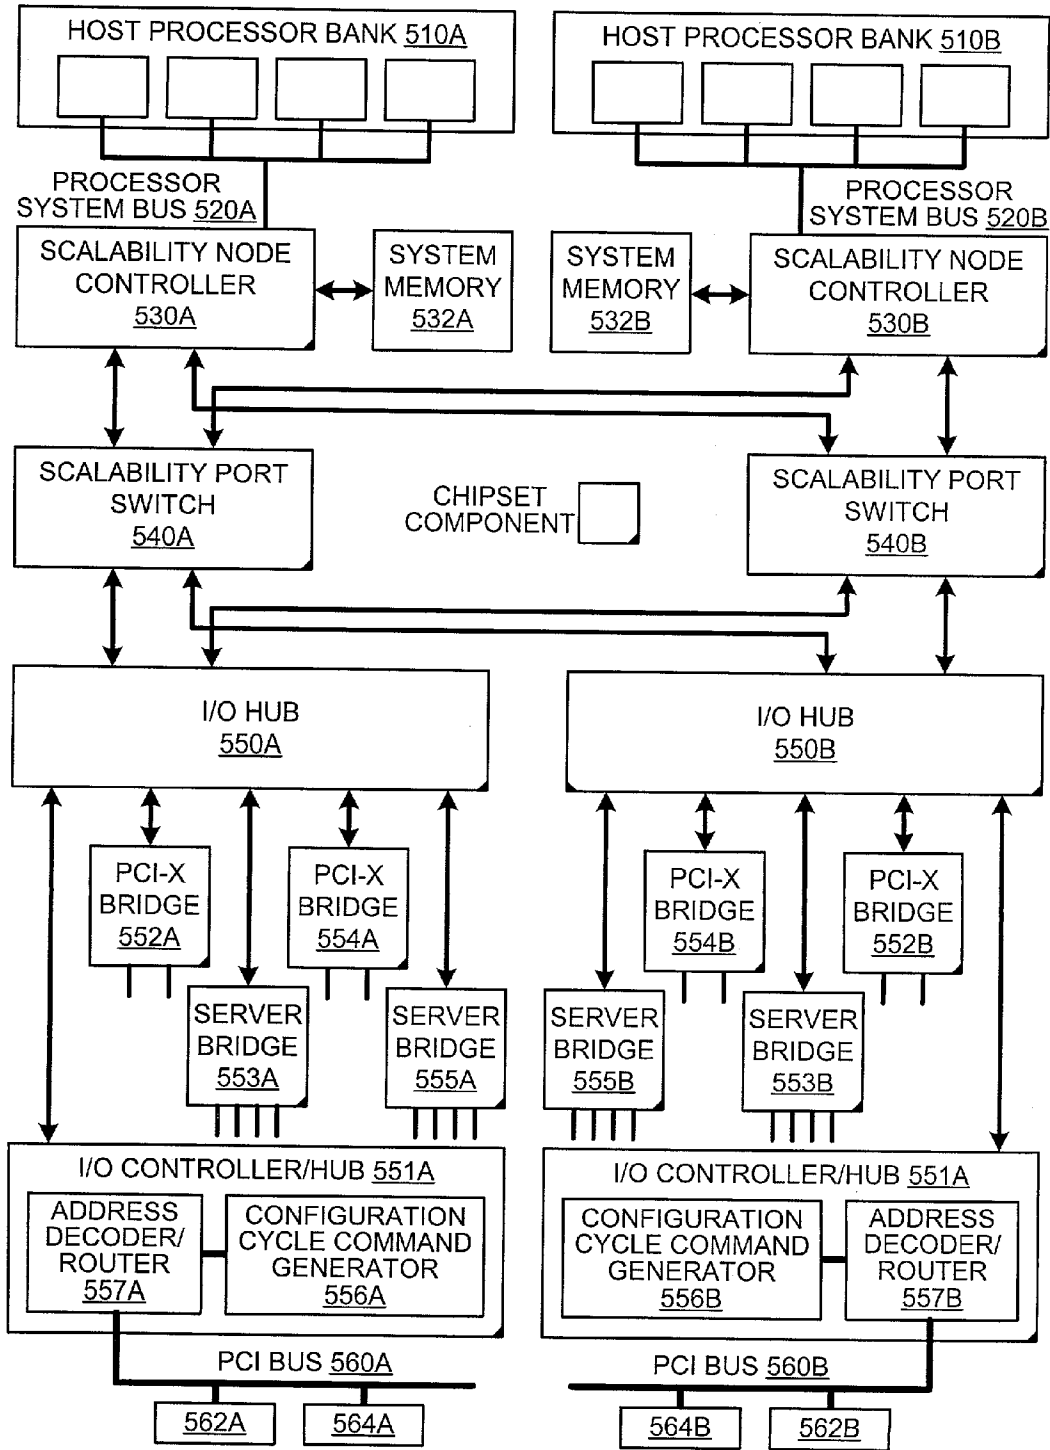 HOST PROCESSOR BANK 510A
HOST PROCESSOR BANK 510B
PROCESSOR
SYSTEM BUS 520A
PROCESSOR
SYSTEM BUS 520B
SCALABILITY NODE
CONTROLLER
530A
SYSTEM
MEMORY
532A
SYSTEM
MEMORY
532B
SCALABILITY NODE
CONTROLLER
530B
SCALABILITY PORT
SWITCH
540A
CHIPSET
COMPONENT
SCALABILITY PORT
SWITCH
540B
I/O HUB
550A
I/O HUB
550B
PCI-X
BRIDGE
552A
PCI-X
BRIDGE
554A
PCI-X
BRIDGE
554B
PCI-X
BRIDGE
552B
SERVER
BRIDGE
553A
SERVER
BRIDGE
555A
SERVER
BRIDGE
555B
SERVER
BRIDGE
553B
I/O CONTROLLER/HUB 551A
ADDRESS
DECODER/
ROUTER
557A
CONFIGURATION
CYCLE COMMAND
GENERATOR
556A
I/O CONTROLLER/HUB 551A
CONFIGURATION
CYCLE COMMAND
GENERATOR
556B
ADDRESS
DECODER/
ROUTER
557B
PCI BUS 560A
PCI BUS 560B
562A
564A
564B
562B